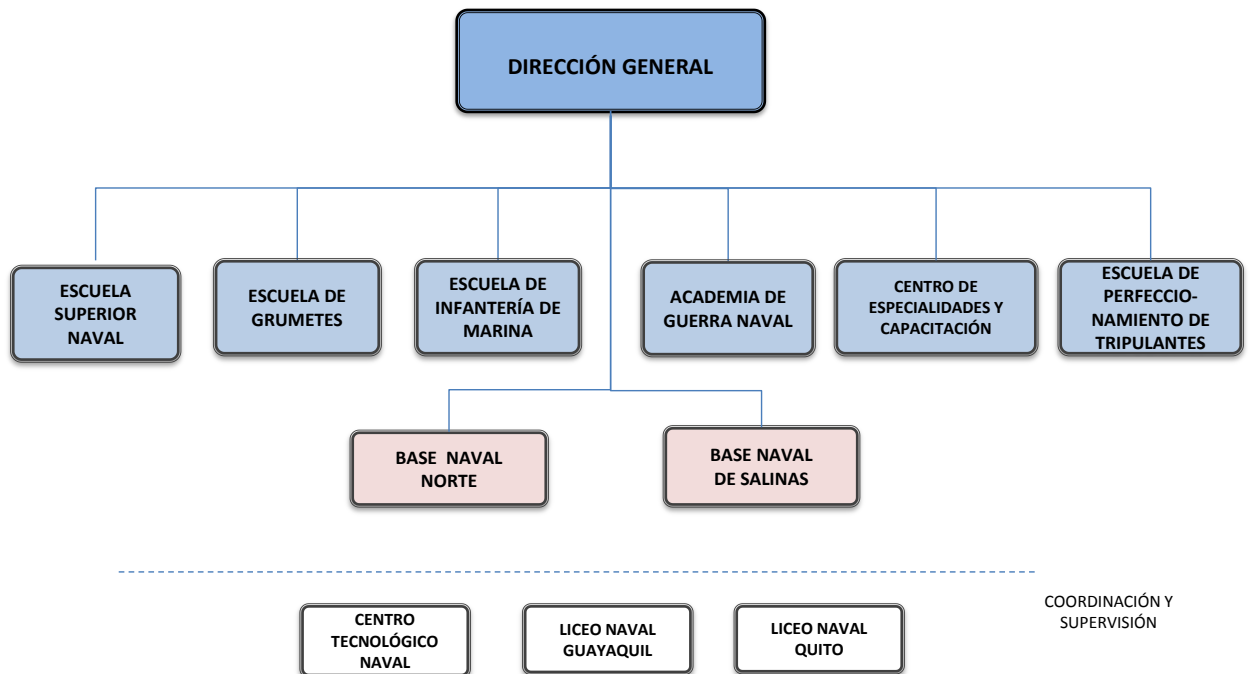 DIRECCIÓN GENERAL
ESCUELA
SUPERIOR
NAVAL
ESCUELA DE
GRUMETES
ESCUELA DE
INFANTERÍA DE
MARINA
ACADEMIA DE
GUERRA NAVAL
CENTRO DE
ESPECIALIDADES Y
CAPACITACIÓN
ESCUELA DE
PERFECCIO-
NAMIENTO DE
TRIPULANTES
BASE NAVAL
NORTE
BASE NAVAL
DE SALINAS
CENTRO
TECNOLÓGICO
NAVAL
LICEO NAVAL
GUAYAQUIL
LICEO NAVAL
QUITO
COORDINACIÓN Y
SUPERVISIÓN